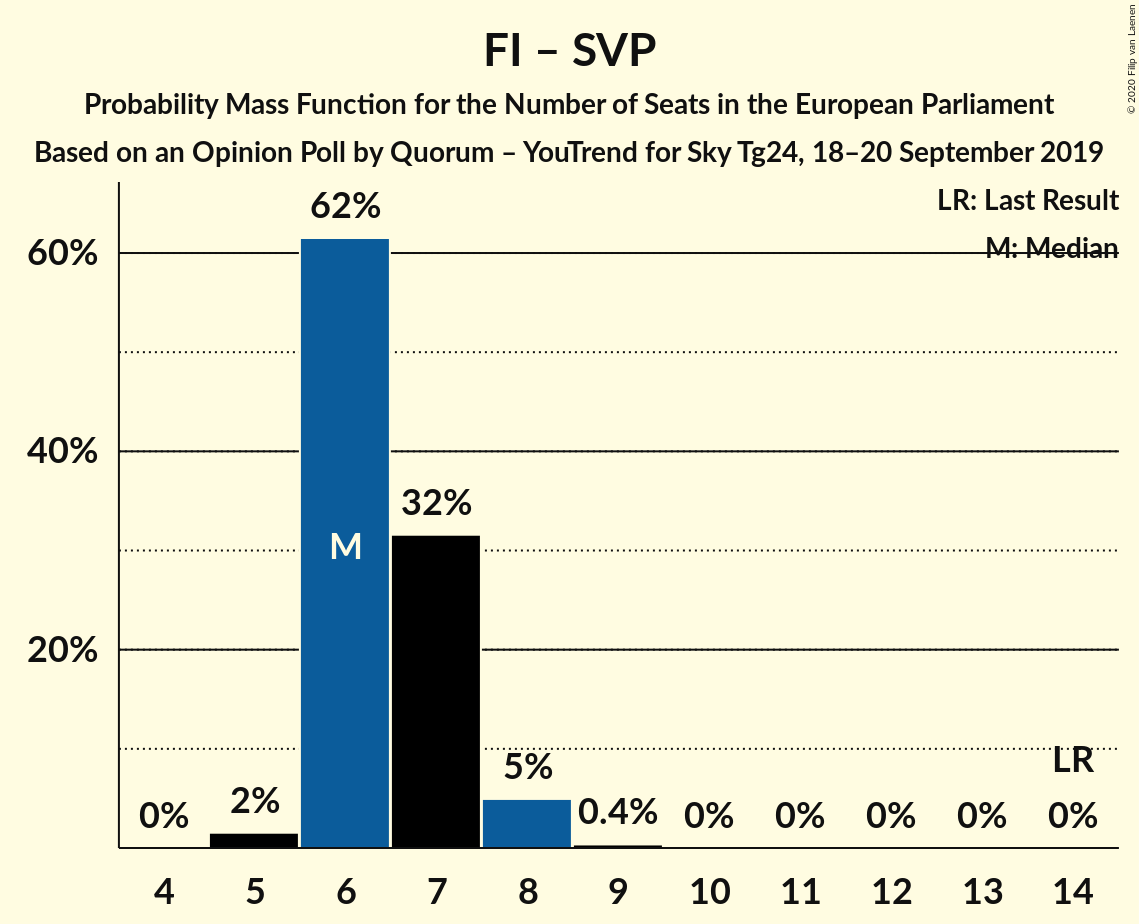 FI – SVP
Probability Mass Function for the Number of Seats in the European Parliament
Based on an Opinion Poll by Quorum – YouTrend for Sky Tg24, 18–20 September 2019
© 2020 Filip van Laenen
LR: Last Result
M: Median
60%
40%
20%
0%
2%
62%
M
32%
5%
0.4%
0%
0%
0%
0%
LR
0%
4 5 6 7 8 9 10 11 12 13 14